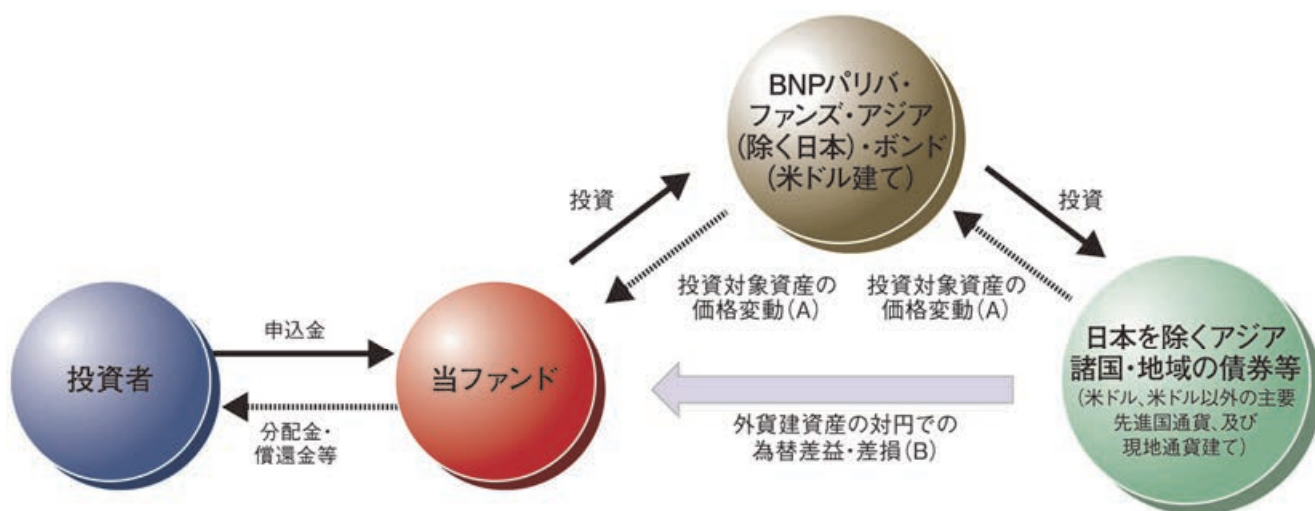 BNPパリバ・
ファンズ・アジア
(除く日本)・ボンド
(米ドル建て)
投資
投資
投資対象資産の
価格変動(A)
投資対象資産の
価格変動(A)
投資者
申込金
分配金・
償還金等
当ファンド
外貨建資産の対円での
為替差益・差損(B)
日本を除くアジア
諸国・地域の債券等
(米ドル、米ドル以外の主要
先進国通貨、及び
現地通貨建て)